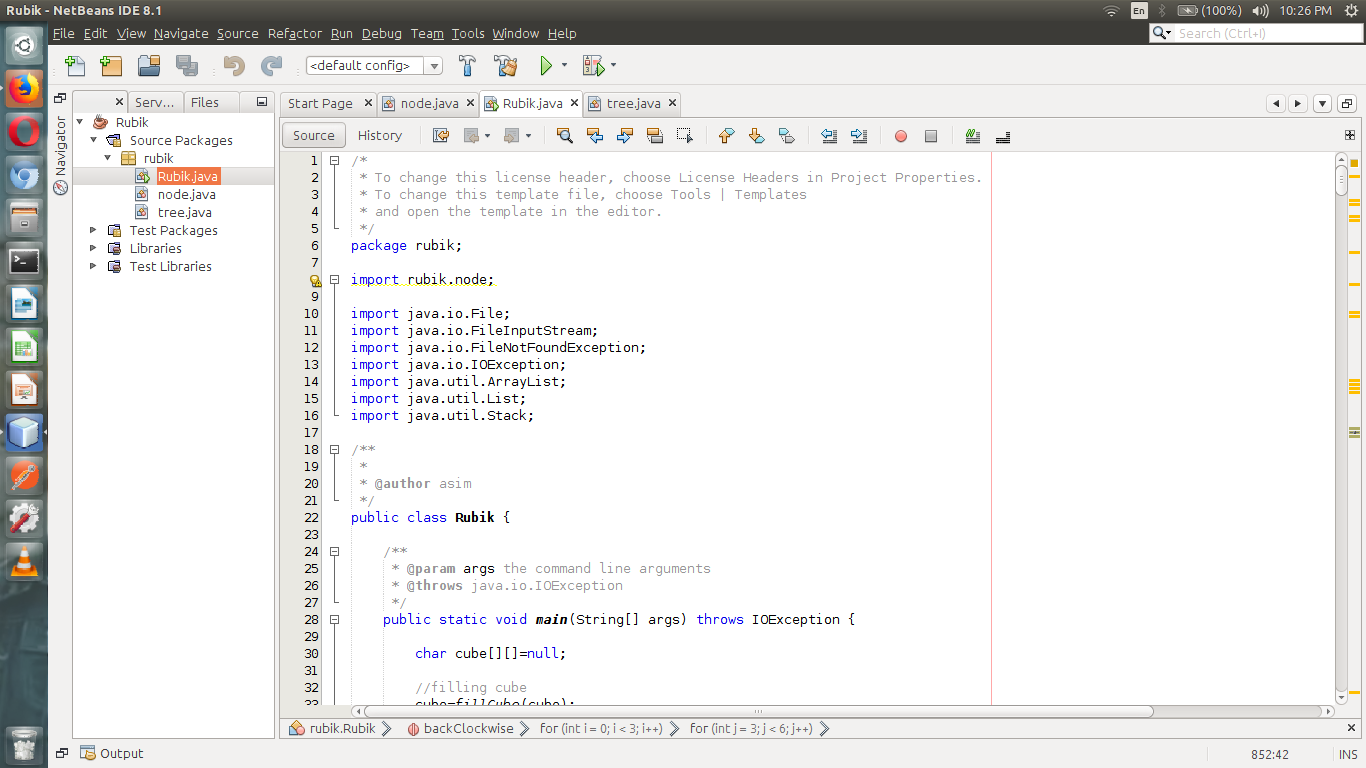 Rubik - NetBeans IDE 8.1
En
(100%)
10:26 PM
File Edit View Navigate Source Refactor Run Debug Team Tools Window Help
Search (Ctrl+I)
<default config>
Serv... Files
Start Page node.java Rubik.java tree.java
Navigator
Rubik
Source Packages
rubik
Rubik.java
node.java
tree.java
Test Packages
Libraries
Test Libraries
Source History
1 /*
2  * To change this license header, choose License Headers in Project Properties.
3  * To change this template file, choose Tools | Templates
4  * and open the template in the editor.
5  */
6 package rubik;
7
import rubik.node;
9
10 import java.io.File;
11 import java.io.FileInputStream;
12 import java.io.FileNotFoundException;
13 import java.io.IOException;
14 import java.util.ArrayList;
15 import java.util.List;
16 import java.util.Stack;
17
18 /**
19  *
20  * @author asim
21  */
22 public class Rubik {
23
24     /**
25      * @param args the command line arguments
26      * @throws java.io.IOException
27      */
28     public static void main(String[] args) throws IOException {
29
30         char cube[][]=null;
31
32         //filling cube
33         cube=fillCube(cube);
rubik.Rubik backClockwise for (int i = 0; i < 3; i++) for (int j = 3; j < 6; j++)
Output
852:42 INS